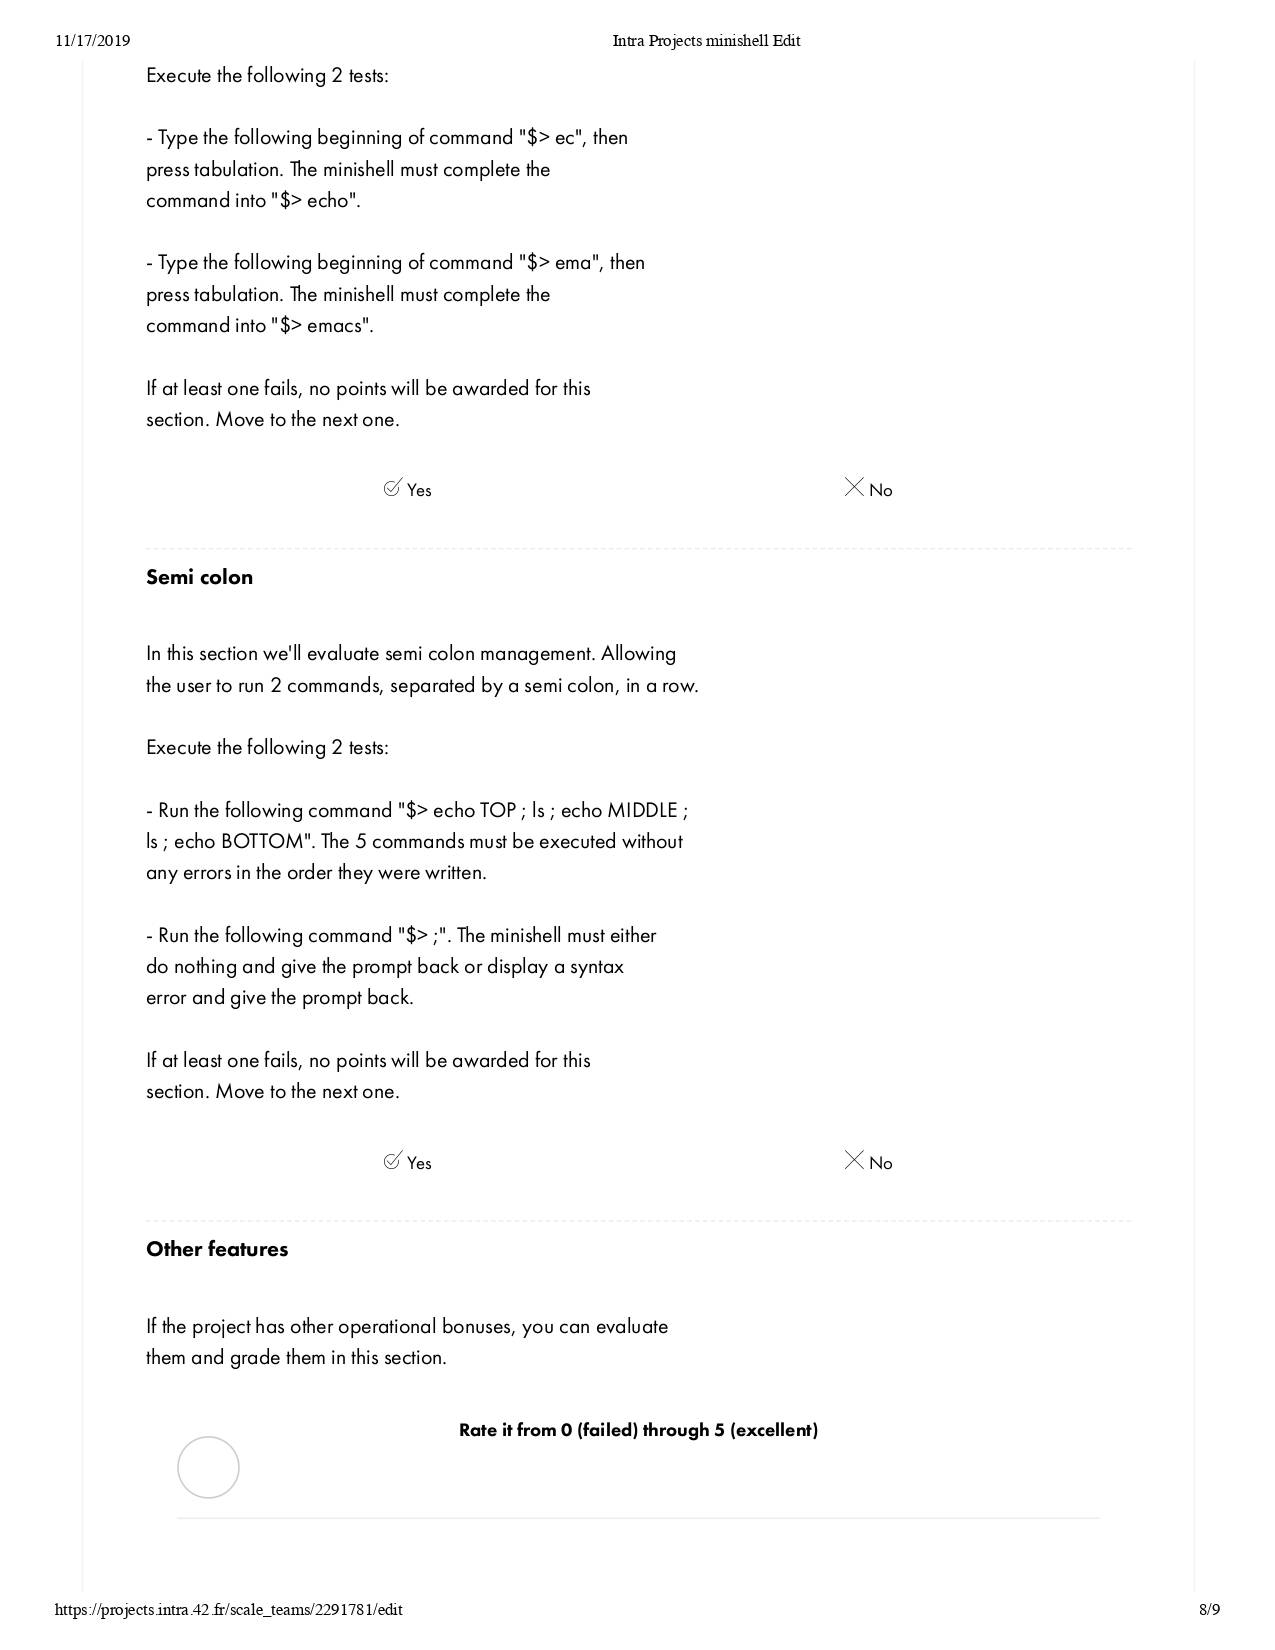 11/17/2019 Intra Projects minishell Edit
Execute the following 2 tests:
- Type the following beginning of command "$> ec", then
press tabulation. The minishell must complete the
command into "$> echo".
- Type the following beginning of command "$> ema", then
press tabulation. The minishell must complete the
command into "$> emacs".
If at least one fails, no points will be awarded for this
section. Move to the next one.
Yes No
Semi colon
In this section we'll evaluate semi colon management. Allowing
the user to run 2 commands, separated by a semi colon, in a row.
Execute the following 2 tests:
- Run the following command "$> echo TOP ; ls ; echo MIDDLE ;
ls ; echo BOTTOM". The 5 commands must be executed without
any errors in the order they were written.
- Run the following command "$> ;". The minishell must either
do nothing and give the prompt back or display a syntax
error and give the prompt back.
If at least one fails, no points will be awarded for this
section. Move to the next one.
Yes No
Other features
If the project has other operational bonuses, you can evaluate
them and grade them in this section.
Rate it from 0 (failed) through 5 (excellent)
https://projects.intra.42.fr/scale_teams/2291781/edit 8/9